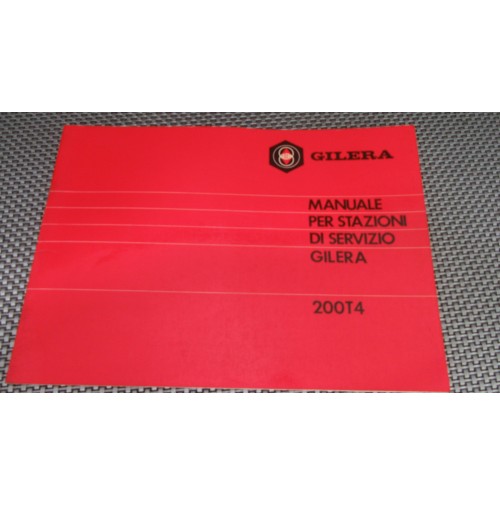 GILERA
MANUALE
PER STAZIONI
DI SERVIZIO
GILERA
200T4